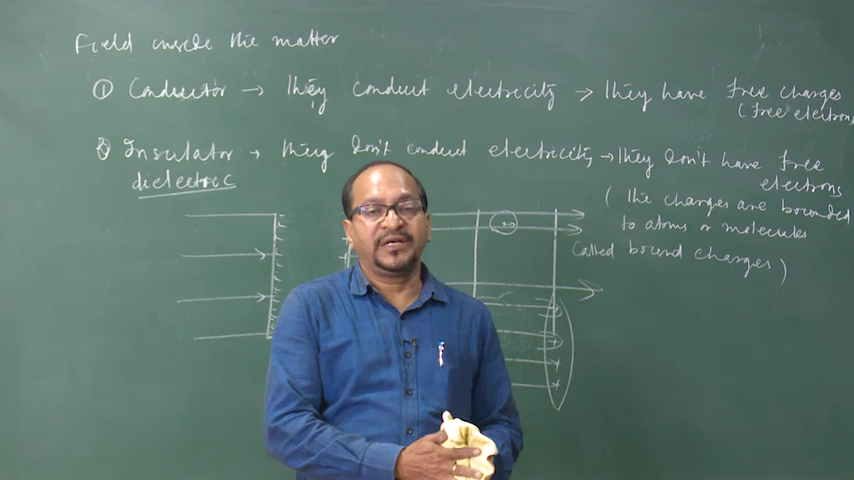 Field inside the matter
① Conductor → They conduct electricity → They have free charges
(Free electrons
② Insulator → They Don't conduct electricity → They Don't have free
electrons
dielectric
( The charges are bounded
to atoms or molecules
called bound charges )